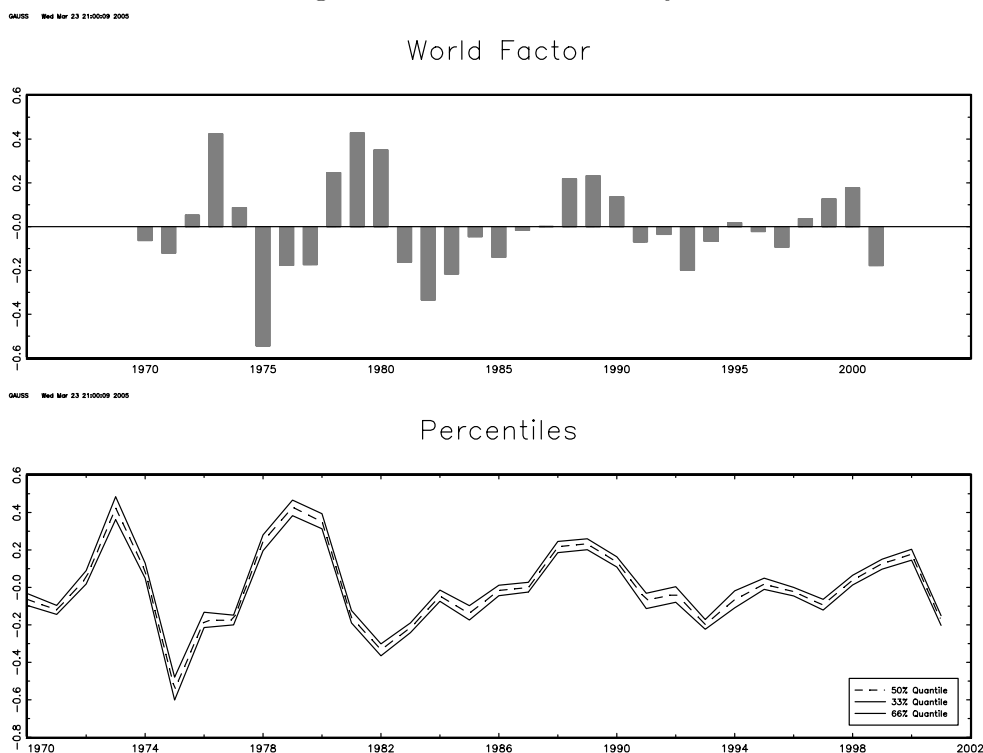 GAUSS Wed Mar 23 21:00:09 2005
World Factor
0.6
0.4
0.2
-0.0
-0.2
-0.4
-0.6
1970 1975 1980 1985 1990 1995 2000
GAUSS Wed Mar 23 21:00:09 2005
Percentiles
0.6
0.4
0.2
-0.0
-0.2
-0.4
-0.6
-0.8
50% Quantile
33% Quantile
66% Quantile
1970 1974 1978 1982 1986 1990 1994 1998 2002